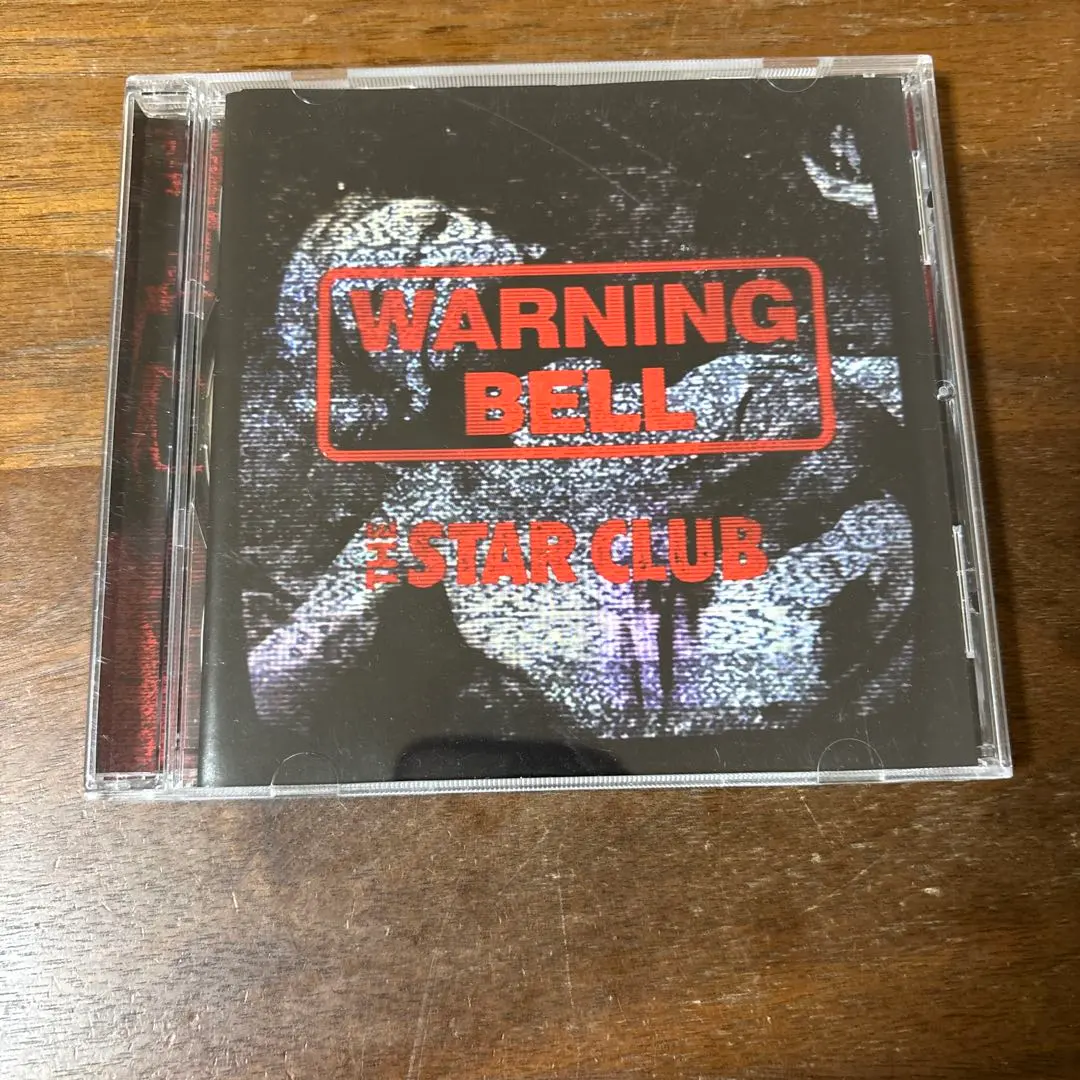 WARNING
BELL
THE STAR CLUB